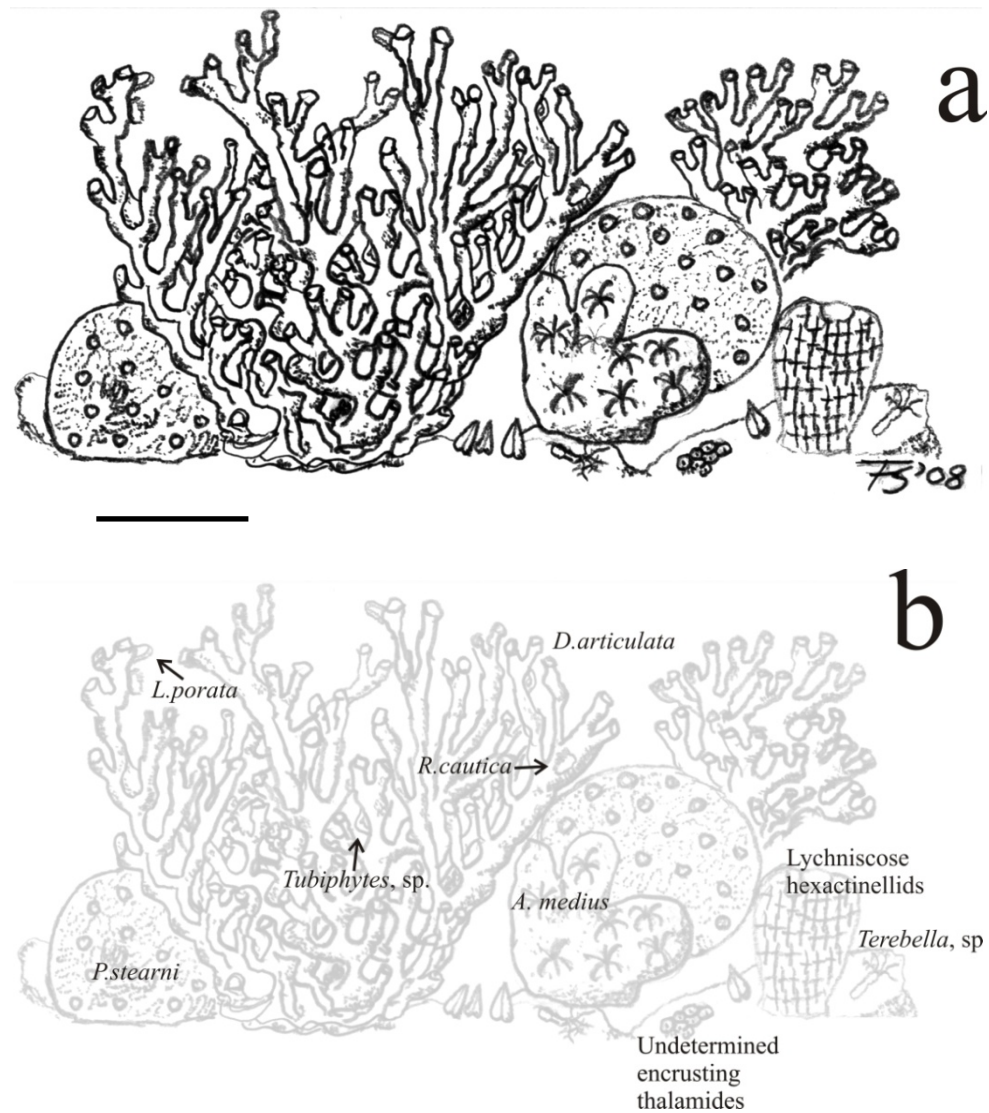 a
FS'08
b
D.articulata
L.porata
R.cautica
Lychniscose
hexactinellids
Tubiphytes, sp.
A. medius
Terebella, sp
P.stearni
Undetermined
encrusting
thalamides